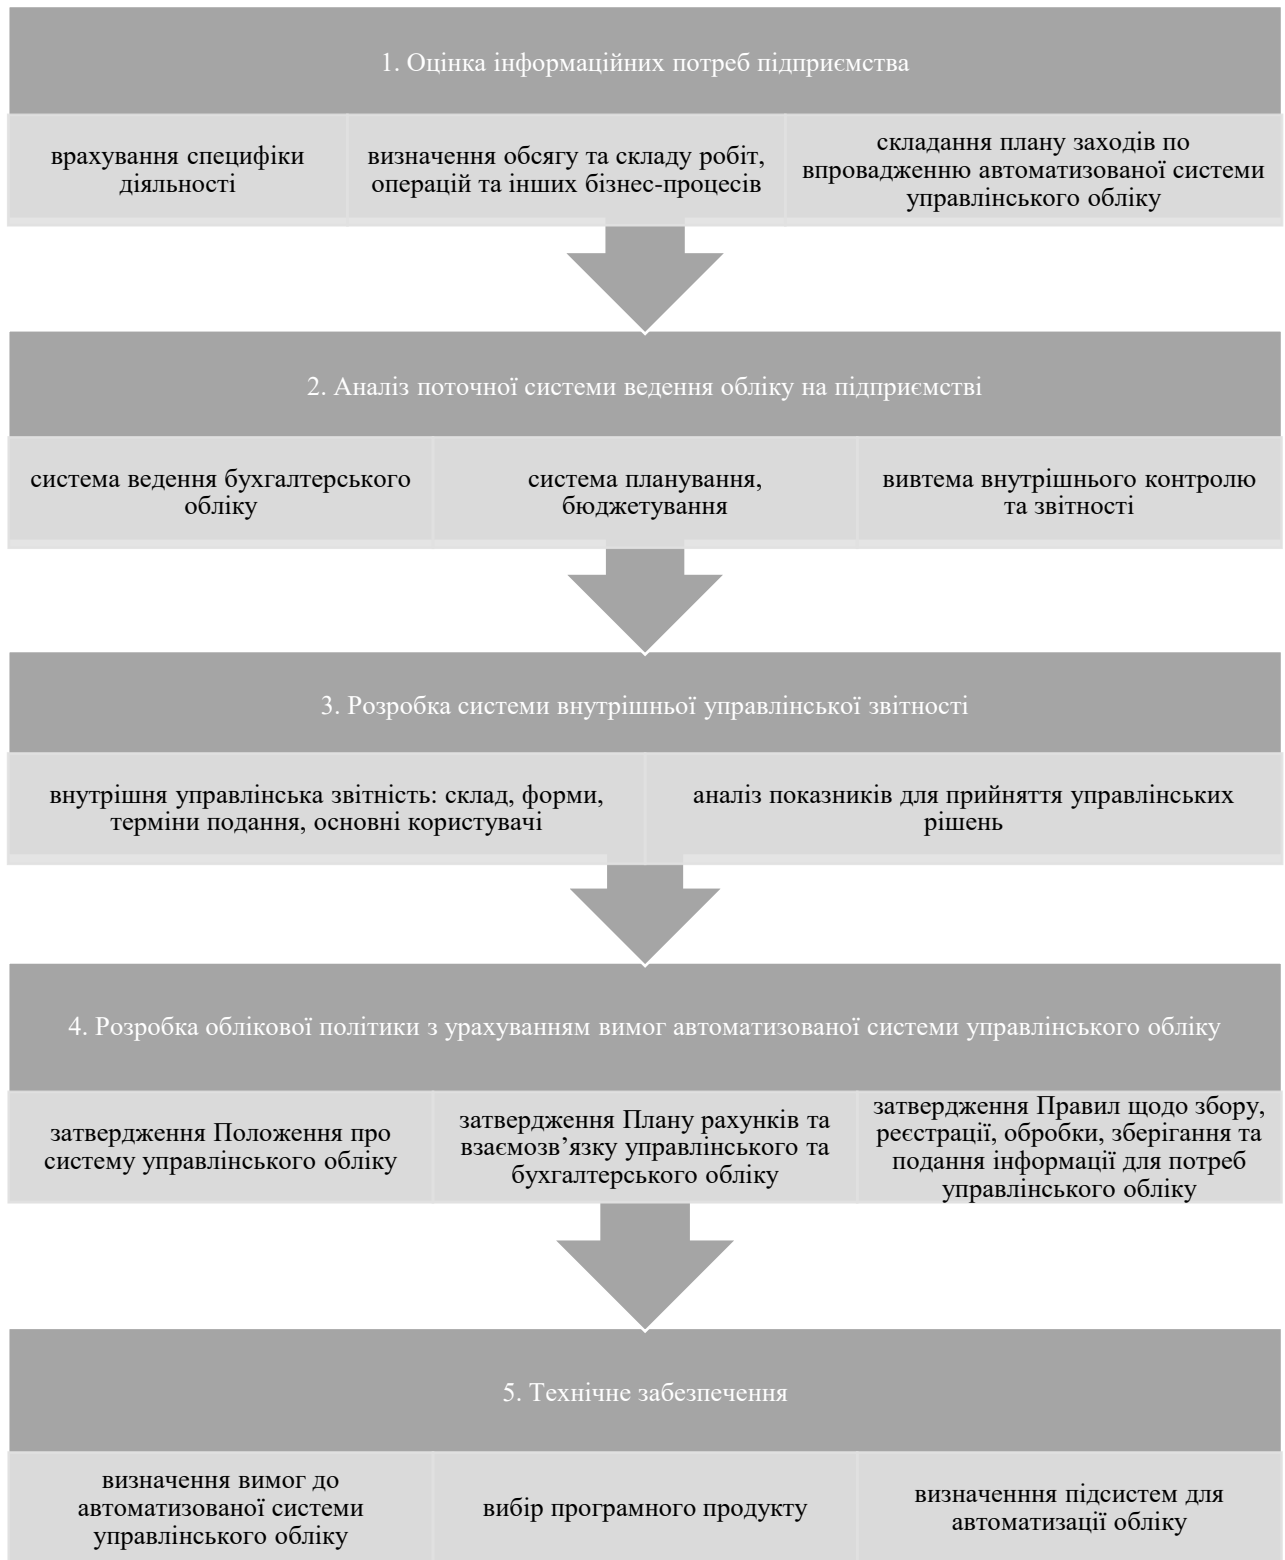 1. Оцінка інформаційних потреб підприємства
врахування специфіки
діяльності
визначення обсягу та складу робіт,
операцій та інших бізнес-процесів
складання плану заходів по
впровадженню автоматизованої системи
управлінського обліку
2. Аналіз поточної системи ведення обліку на підприємстві
система ведення бухгалтерського
обліку
система планування,
бюджетування
вивтема внутрішнього контролю
та звітності
3. Розробка системи внутрішньої управлінської звітності
внутрішня управлінська звітність: склад, форми,
терміни подання, основні користувачі
аналіз показників для прийняття управлінських
рішень
4. Розробка облікової політики з урахуванням вимог автоматизованої системи управлінського обліку
затвердження Положення про
систему управлінського обліку
затвердження Плану рахунків та
взаємозв’язку управлінського та
бухгалтерського обліку
затвердження Правил щодо збору,
реєстрації, обробки, зберігання та
подання інформації для потреб
управлінського обліку
5. Технічне забезпечення
визначення вимог до
автоматизованої системи
управлінського обліку
вибір програмного продукту
визначенння підсистем для
автоматизації обліку